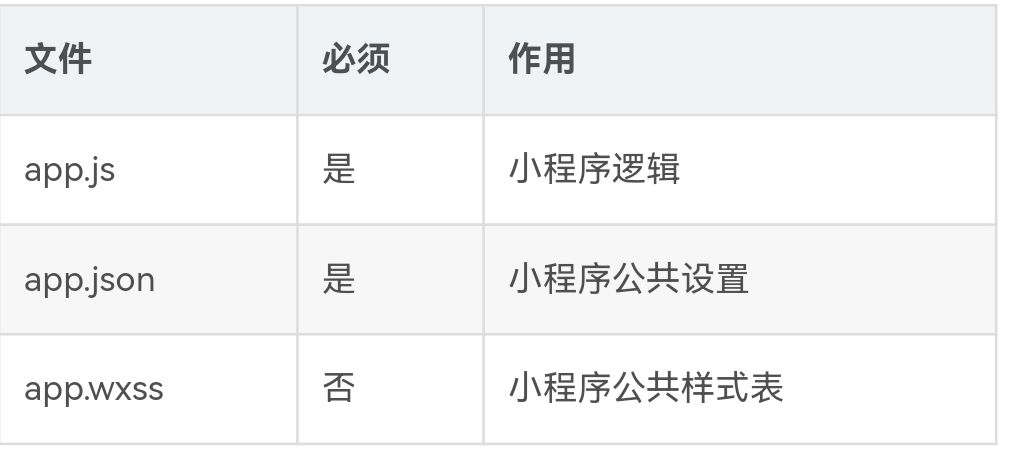 文件 必须 作用
app.js 是 小程序逻辑
app.json 是 小程序公共设置
app.wxss 否 小程序公共样式表